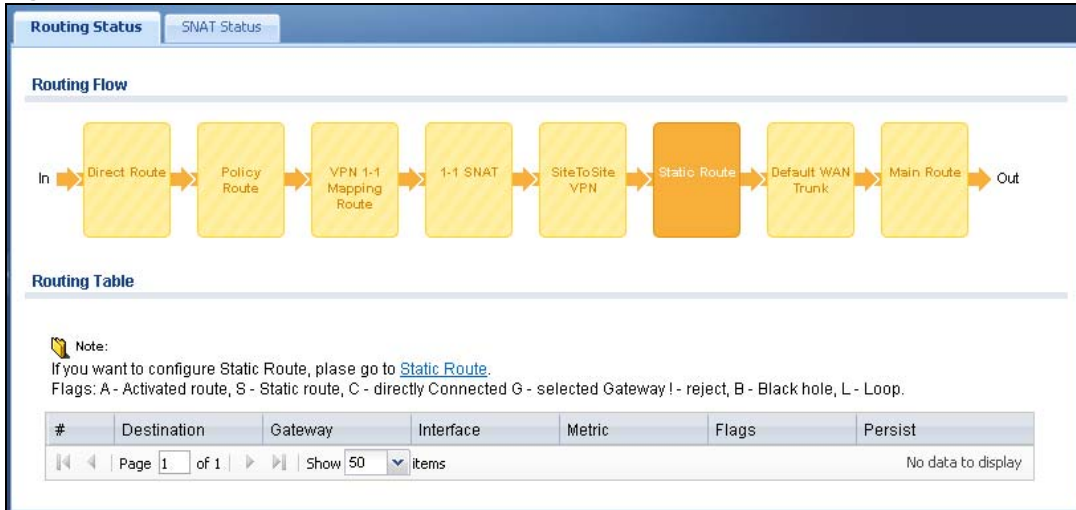 Routing Status
SNAT Status
Routing Flow
In
Direct Route
Policy
Route
VPN 1-1
Mapping
Route
1-1 SNAT
SiteToSite
VPN
Static Route
Default WAN
Trunk
Main Route
Out
Routing Table
Note:
If you want to configure Static Route, plase go to Static Route.
Flags: A - Activated route, S - Static route, C - directly Connected G - selected Gateway ! - reject, B - Black hole, L - Loop.
# Destination Gateway Interface Metric Flags Persist
Page 1 of 1 Show 50 items No data to display